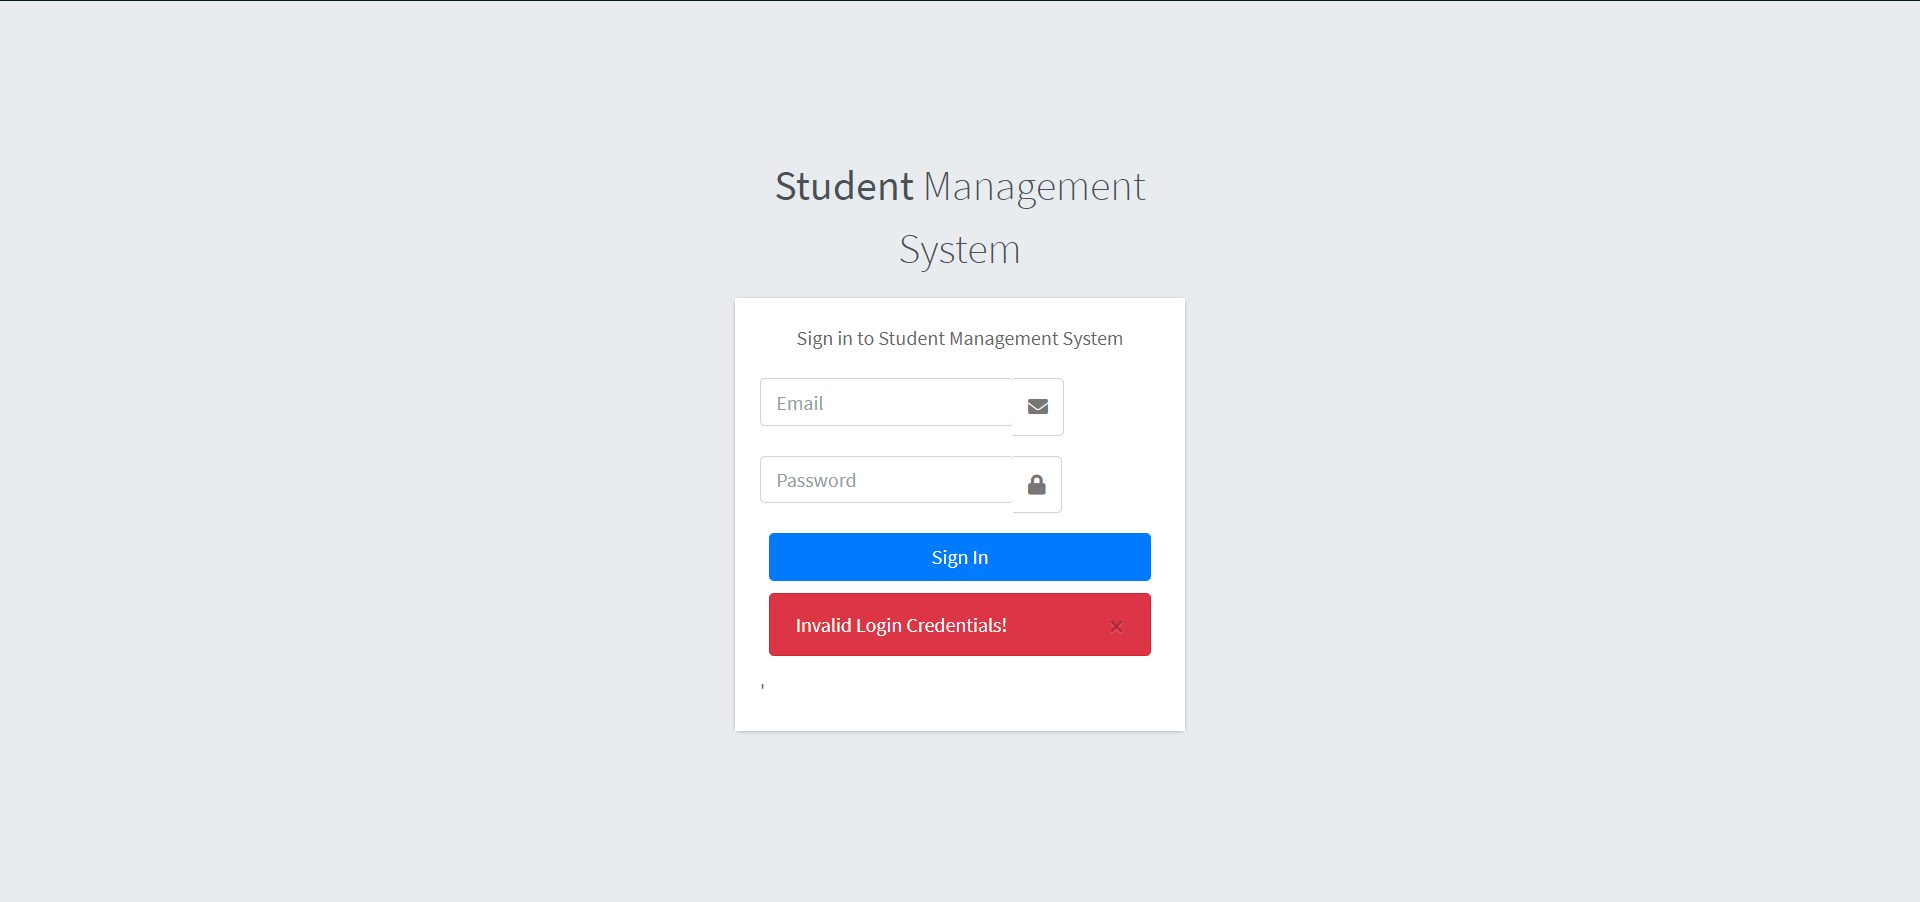 Student Management
System
Sign in to Student Management System
Email
Password
Sign In
Invalid Login Credentials! ×
'